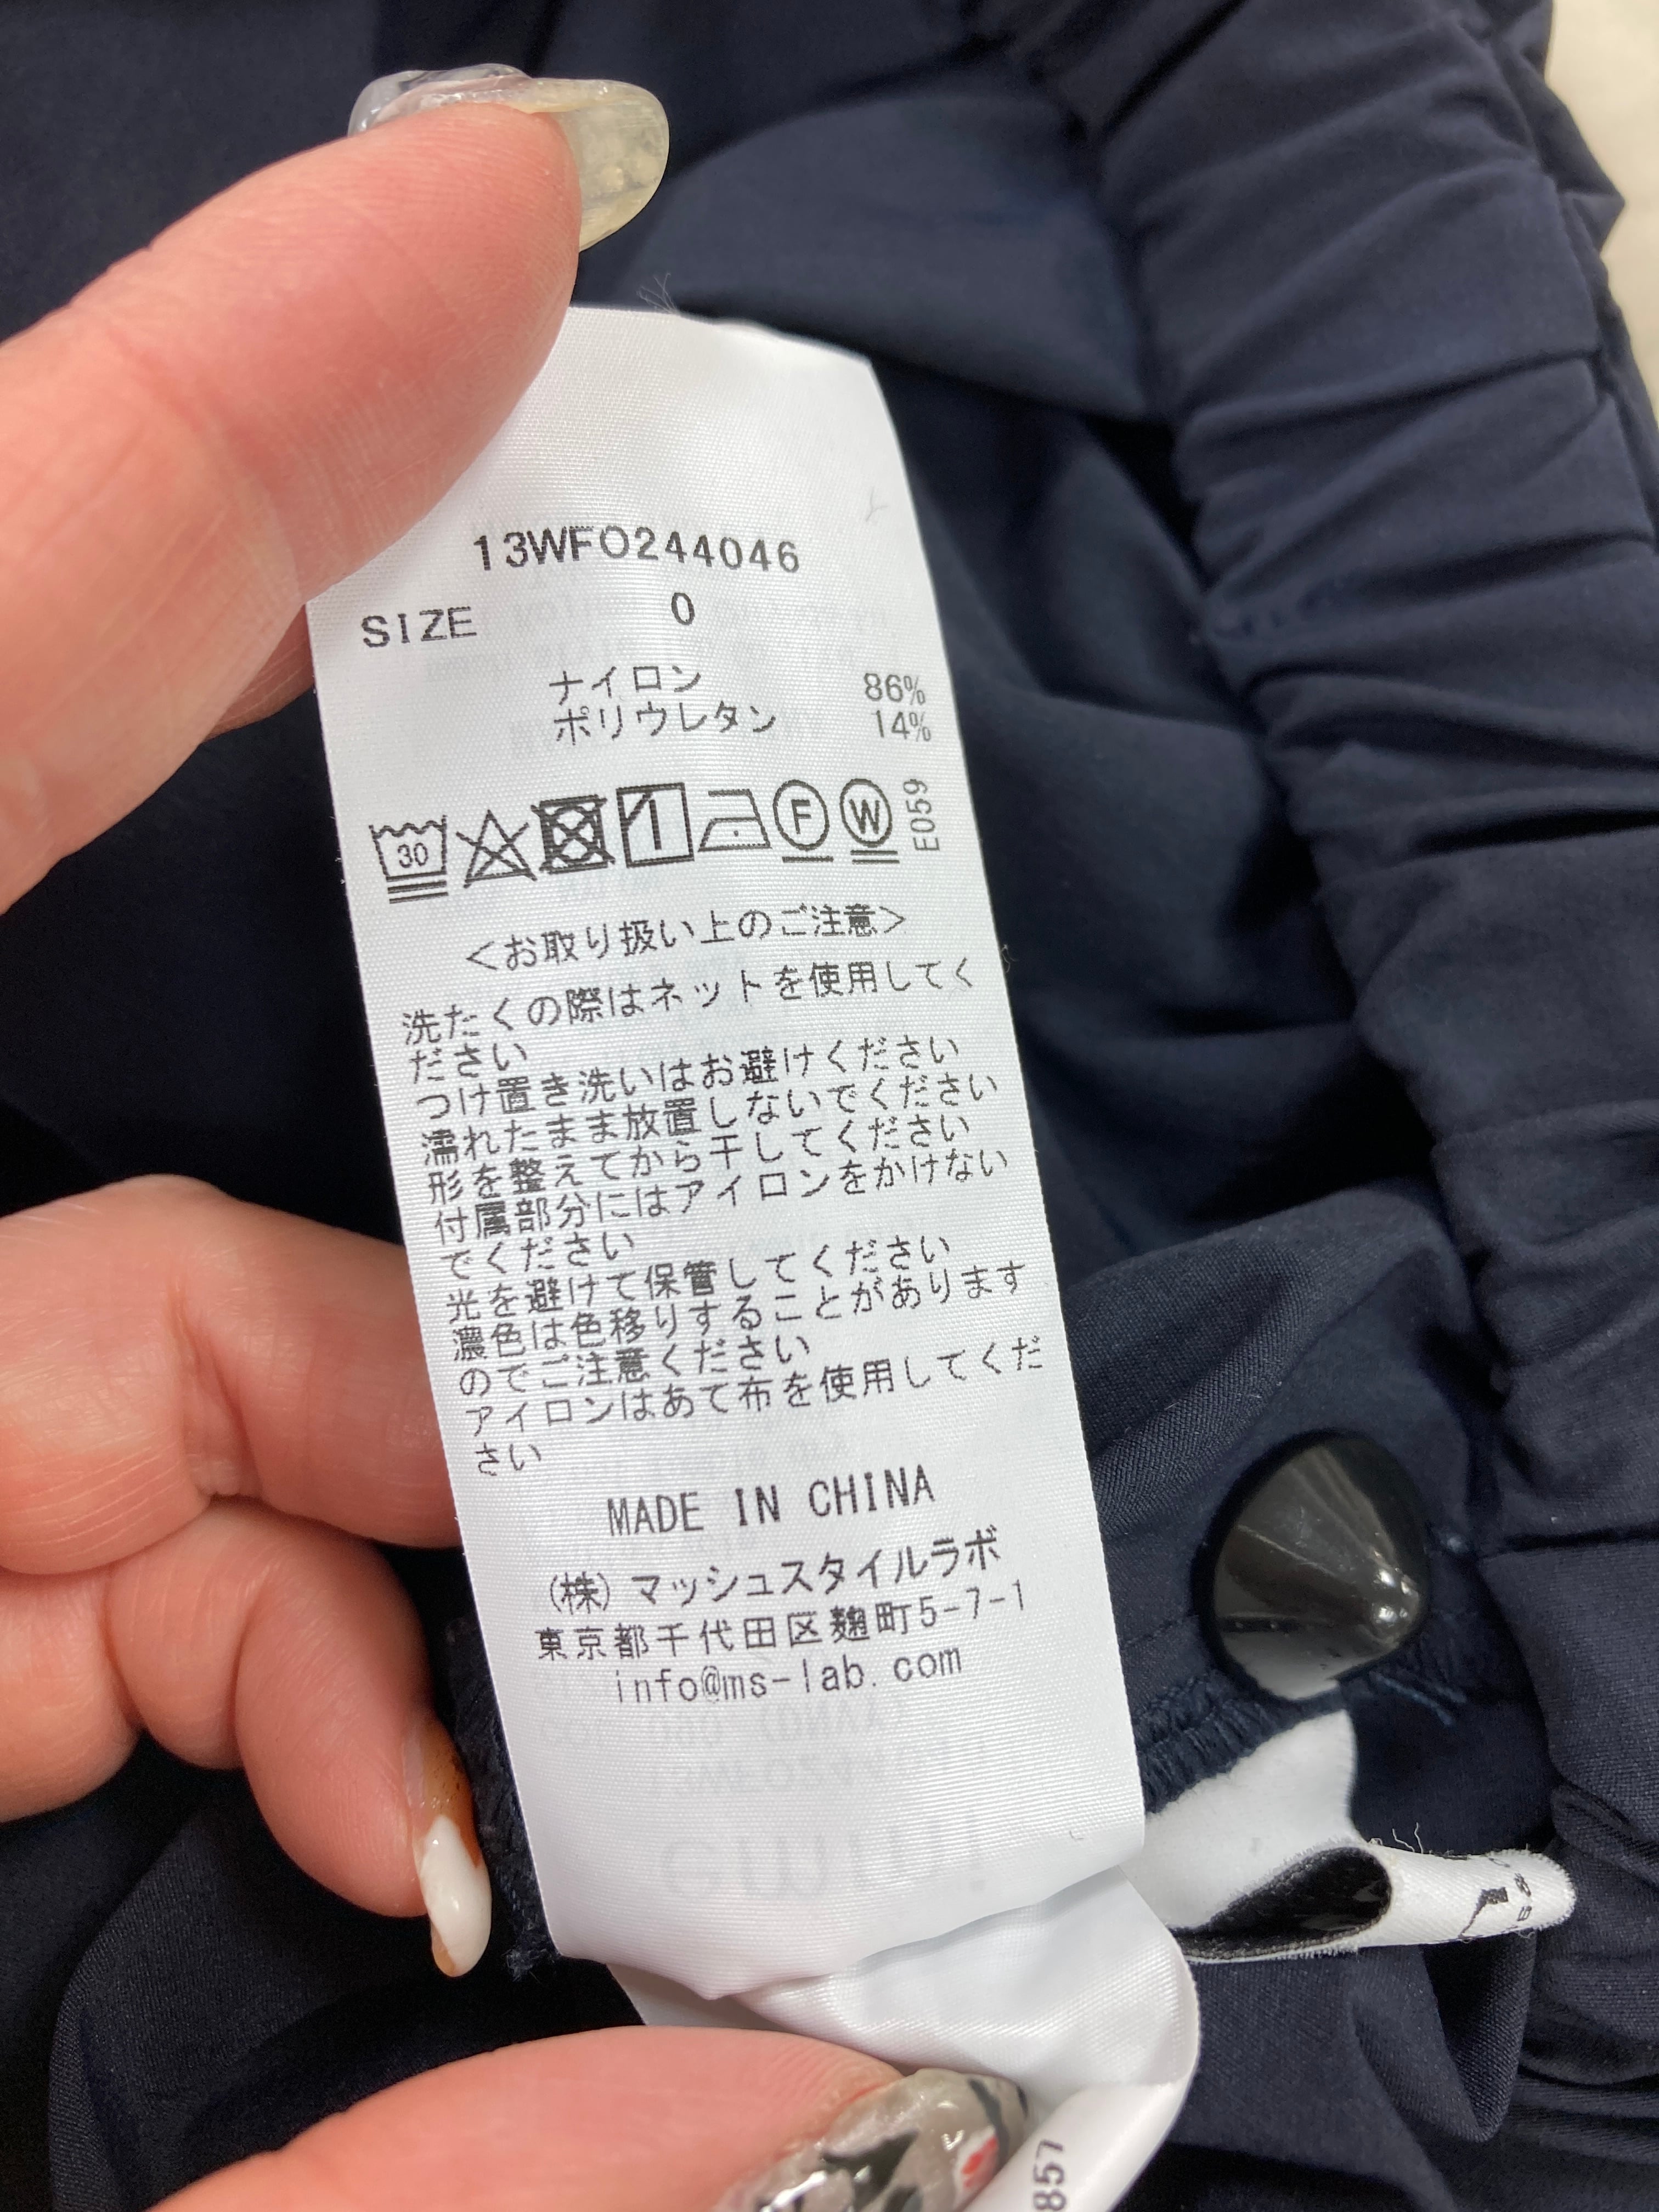 13WFO244046
SIZE 0
ナイロン 86%
ポリウレタン 14%
30 F W E059
<お取り扱い上のご注意>
洗たくの際はネットを使用してく
ださい
つけ置き洗いはお避けください
濡れたまま放置しないでください
形を整えてから干してください
付属部分にはアイロンをかけない
でください
光を避けて保管してください
濃色は色移りすることがあります
のでご注意ください
アイロンはあて布を使用してくだ
さい
MADE IN CHINA
(株) マッシュスタイルラボ
東京都千代田区麹町5-7-1
info@ms-lab.com
857